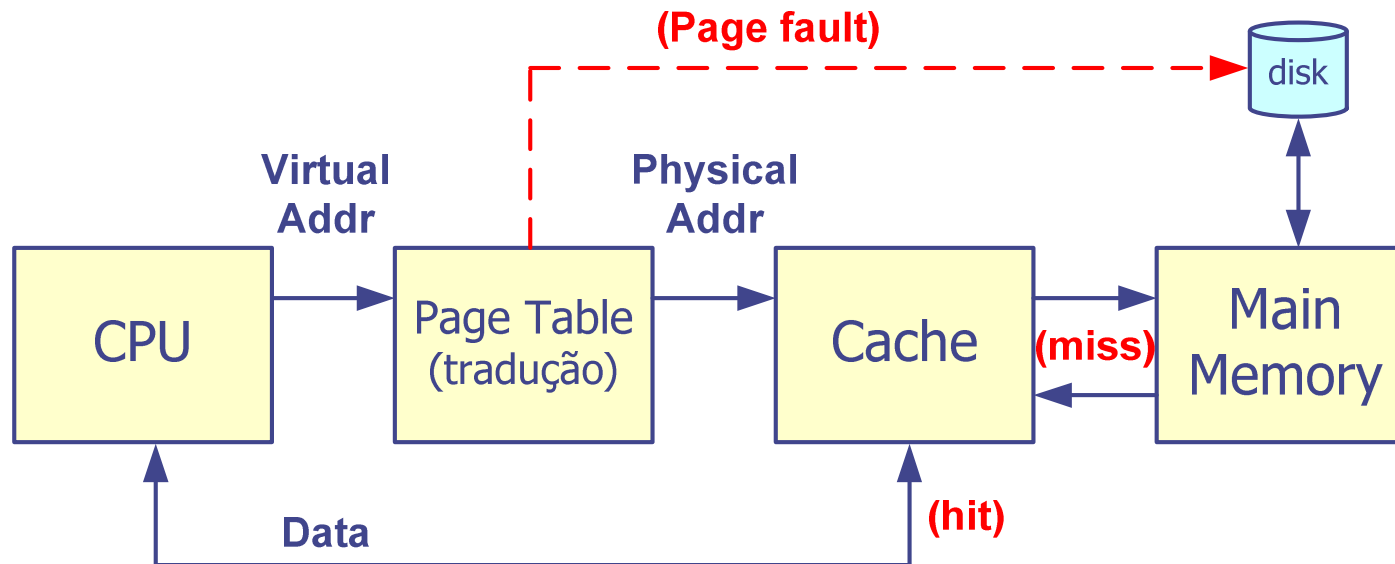 (Page fault)
disk
Virtual
Addr
Physical
Addr
CPU
Page Table
(tradução)
Cache
(miss)
Main
Memory
Data
(hit)